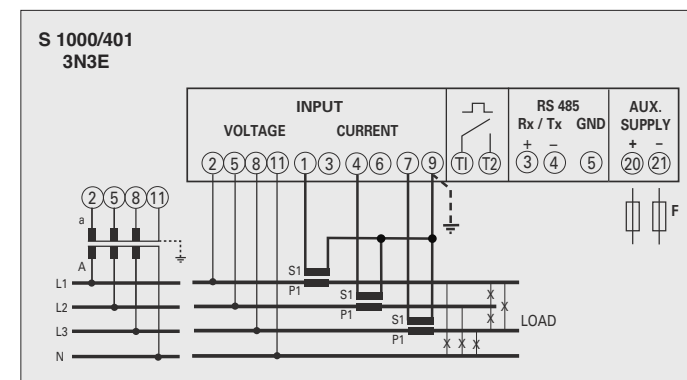 S 1000/401
3N3E
INPUT
VOLTAGE CURRENT
RS 485
Rx / Tx GND
+ –
AUX.
SUPPLY
+ –
2 5 8 11 1 3 4 6 7 9 T1 T2 3 4 5 20 21
F
2 5 8 11
a
A
L1
L2
L3
N
S1
P1
S1
P1
S1
P1
X
X
X
X X X
LOAD